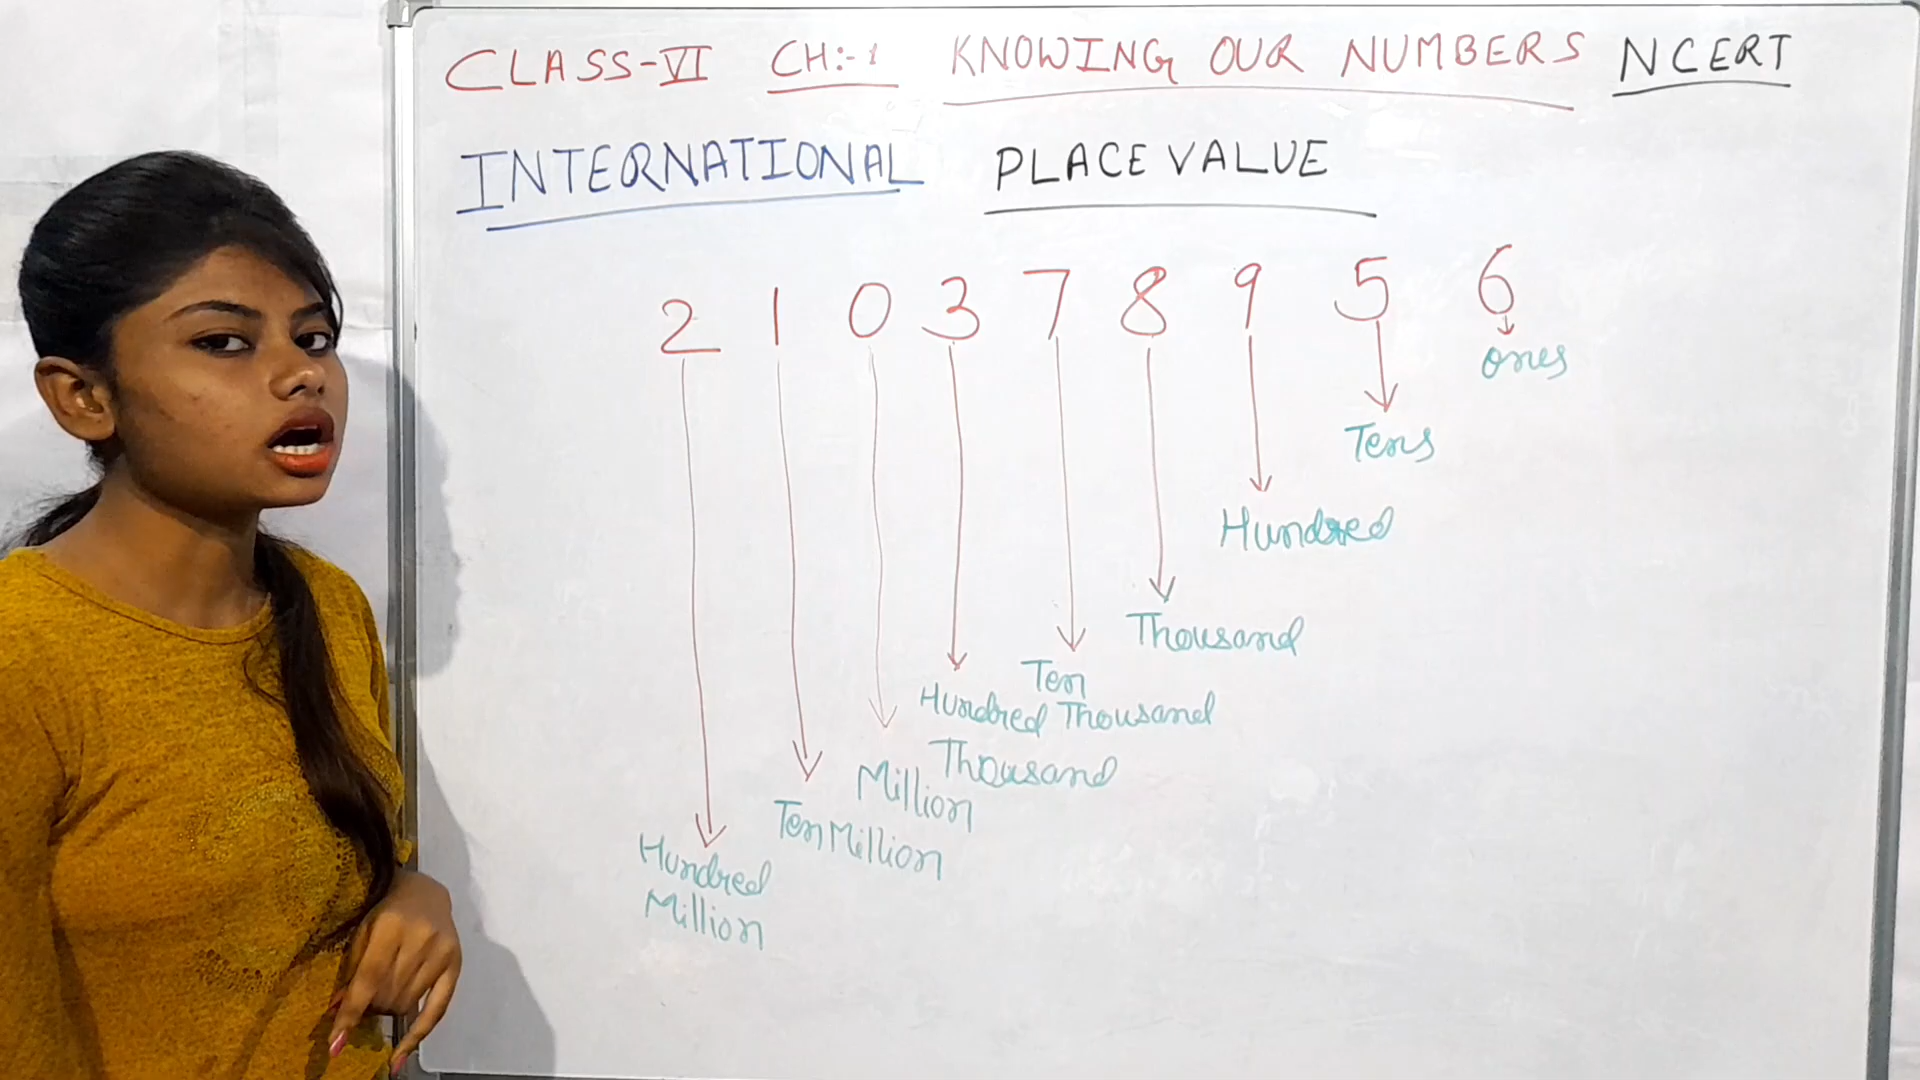 CLASS-VI CH:-1 KNOWING OUR NUMBERS NCERT
INTERNATIONAL PLACE VALUE
2 1 0 3 7 8 9 5 6
ones
Tens
Hundred
Thousand
Ten
Thousand
Hundred
Thousand
Million
Ten Million
Hundred
Million